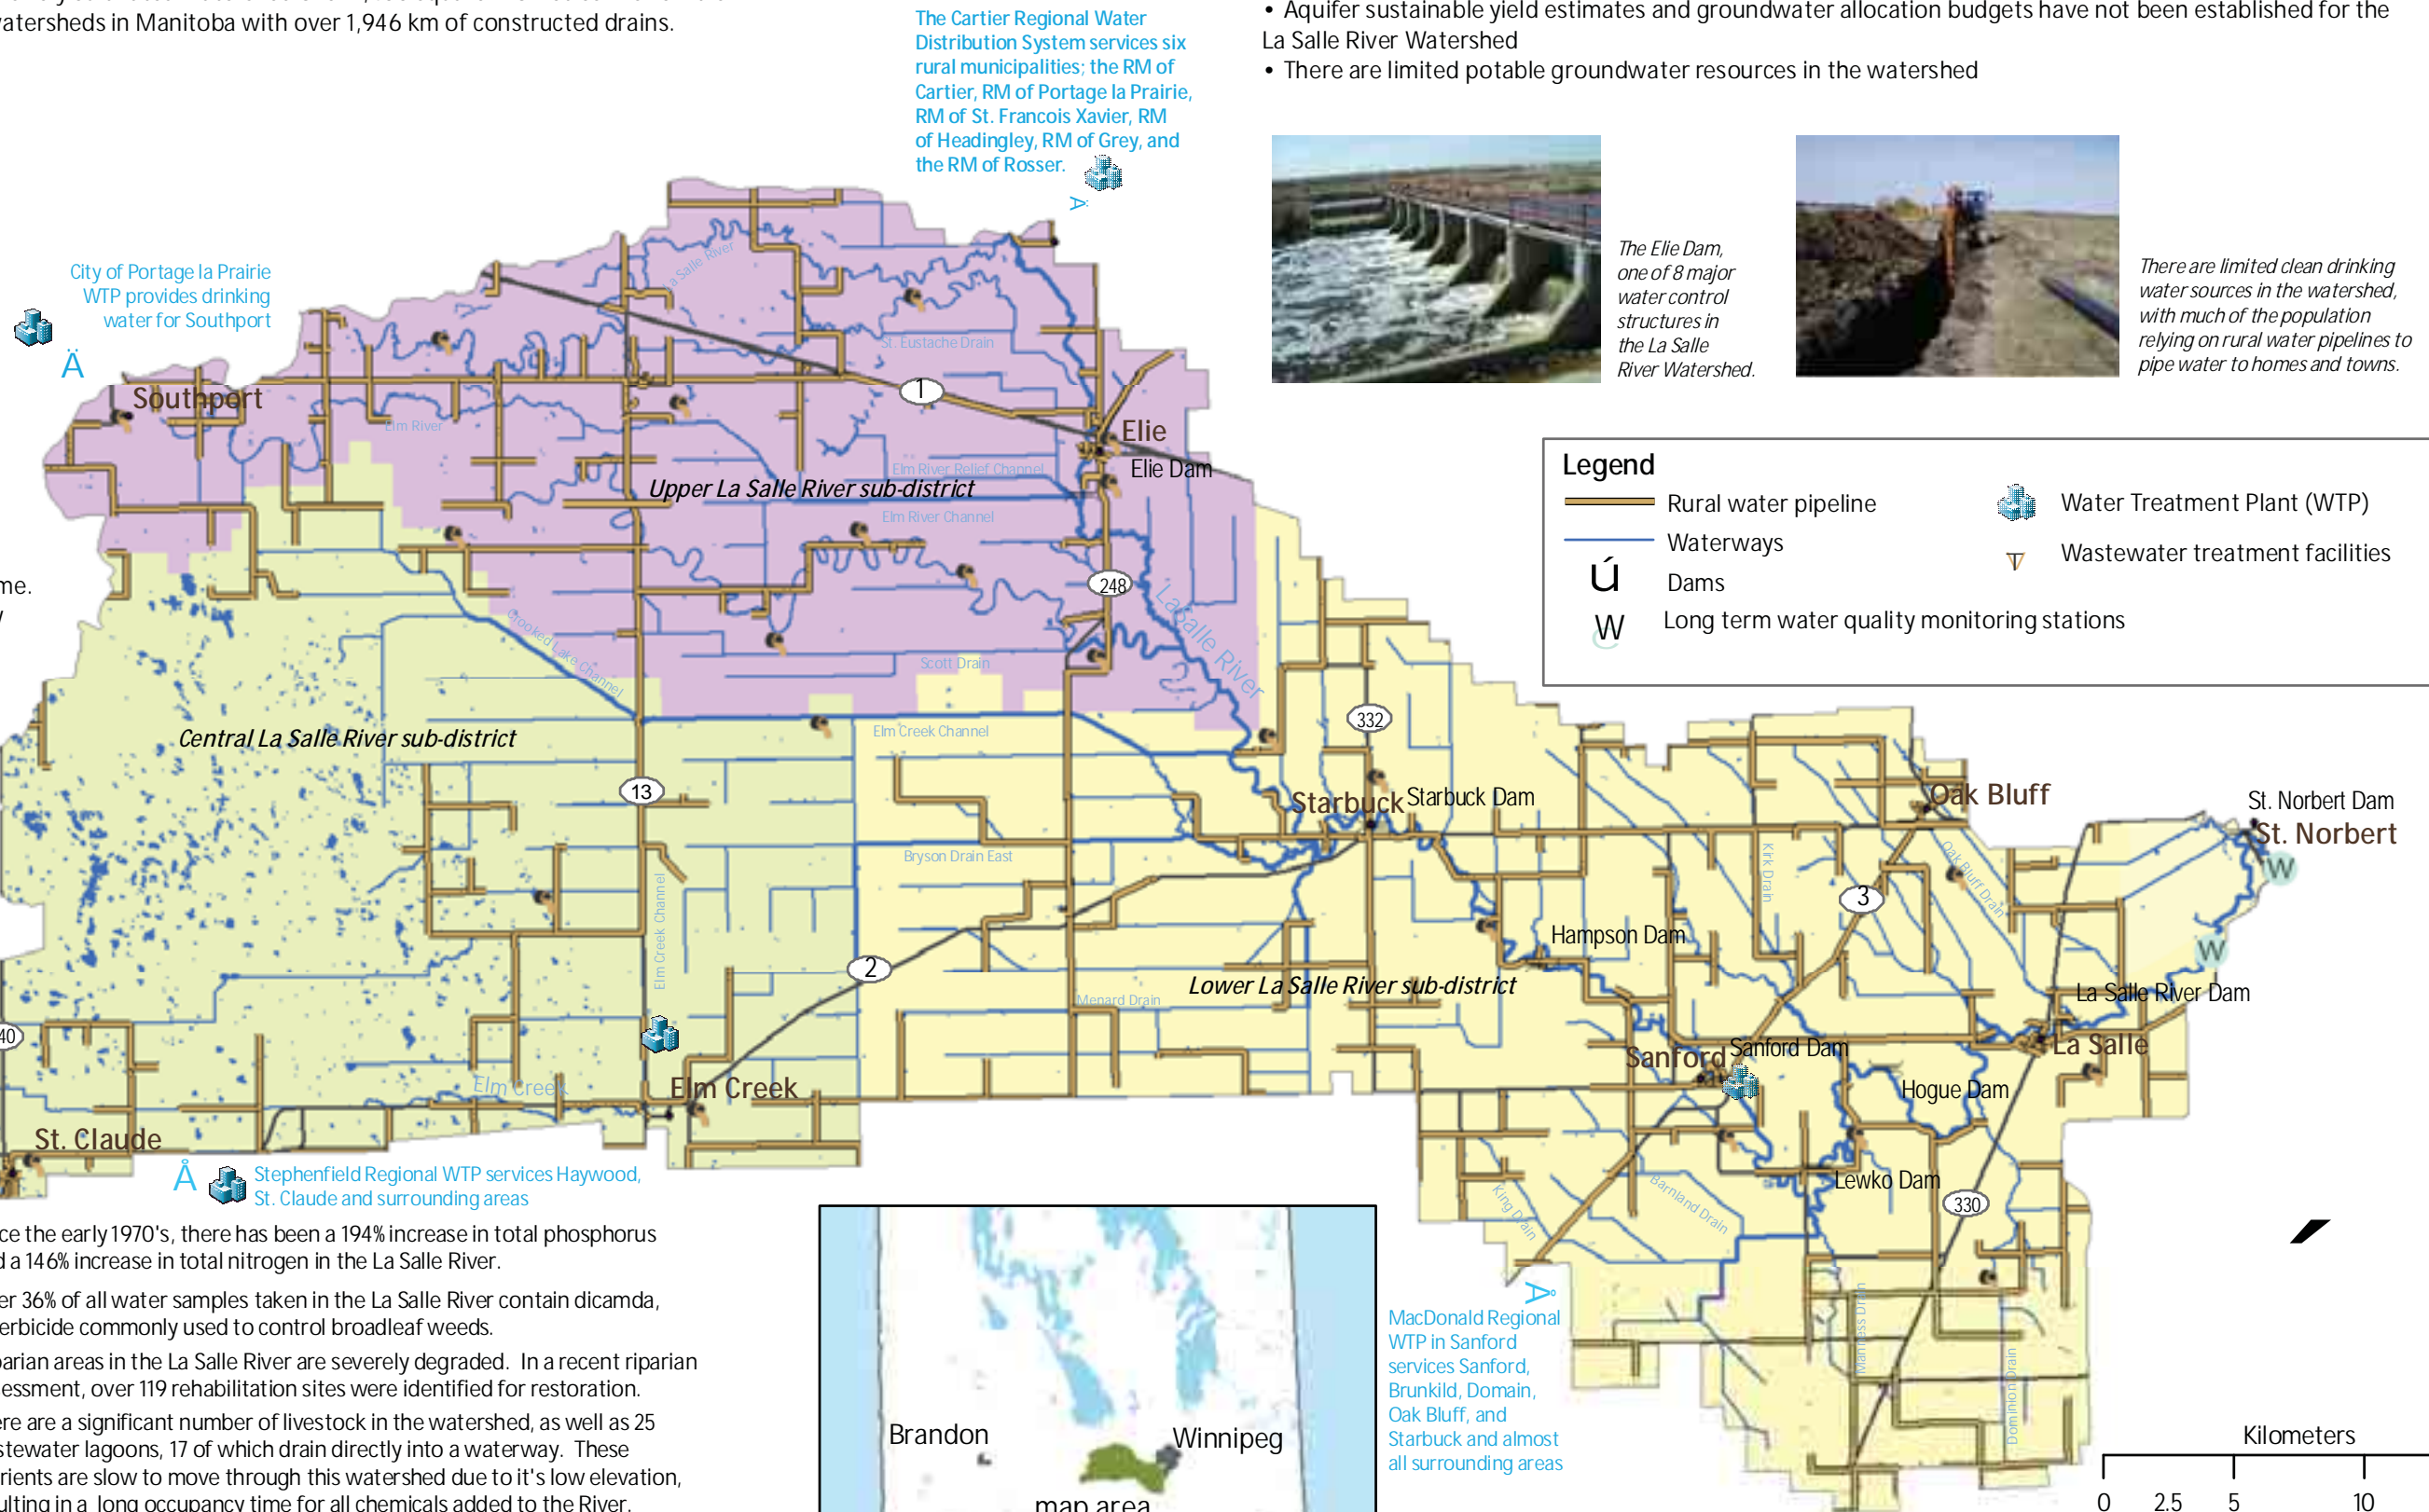 watersheds in Manitoba with over 1,946 km of constructed drains.
The Cartier Regional Water
Distribution System services six
rural municipalities; the RM of
Cartier, RM of Portage la Prairie,
RM of St. Francois Xavier, RM
of Headingley, RM of Grey, and
the RM of Rosser.
• Aquifer sustainable yield estimates and groundwater allocation budgets have not been established for the
La Salle River Watershed
• There are limited potable groundwater resources in the watershed
The Elie Dam,
one of 8 major
water control
structures in
the La Salle
River Watershed.
There are limited clean drinking
water sources in the watershed,
with much of the population
relying on rural water pipelines to
pipe water to homes and towns.
City of Portage la Prairie
WTP provides drinking
water for Southport
Ä
Southport
La Salle River
St. Eustache Drain
1
Elm River
Elie
Elie Dam
Elm River Relief Channel
Upper La Salle River sub-district
Elm River Channel
248
LaSalle River
Crooked Lake Channel
Scott Drain
Legend
Rural water pipeline
Waterways
ú Dams
W Long term water quality monitoring stations
Water Treatment Plant (WTP)
Wastewater treatment facilities
me.
Central La Salle River sub-district
Elm Creek Channel
332
13
Starbuck
Starbuck Dam
Oak Bluff
St. Norbert Dam
St. Norbert
W
Bryson Drain East
Kirk Drain
Oak Bluff Drain
3
Elm Creek Channel
Hampson Dam
W
2
Lower La Salle River sub-district
La Salle River Dam
Menard Drain
40
Sanford
Sanford Dam
La Salle
Elm Creek
Elm Creek
Hogue Dam
St. Claude
Lewko Dam
330
King Drain
Barnland Drain
Manness Drain
Dominion Drain
Å
Stephenfield Regional WTP services Haywood,
St. Claude and surrounding areas
ce the early 1970's, there has been a 194% increase in total phosphorus
d a 146% increase in total nitrogen in the La Salle River.
er 36% of all water samples taken in the La Salle River contain dicamda,
erbicide commonly used to control broadleaf weeds.
parian areas in the La Salle River are severely degraded. In a recent riparian
essment, over 119 rehabilitation sites were identified for restoration.
ere are a significant number of livestock in the watershed, as well as 25
stewater lagoons, 17 of which drain directly into a waterway. These
rients are slow to move through this watershed due to it's low elevation,
ulting in a long occupancy time for all chemicals added to the River.
Brandon
Winnipeg
map area
Å
MacDonald Regional
WTP in Sanford
services Sanford,
Brunkild, Domain,
Oak Bluff, and
Starbuck and almost
all surrounding areas
Kilometers
0 2.5 5 10